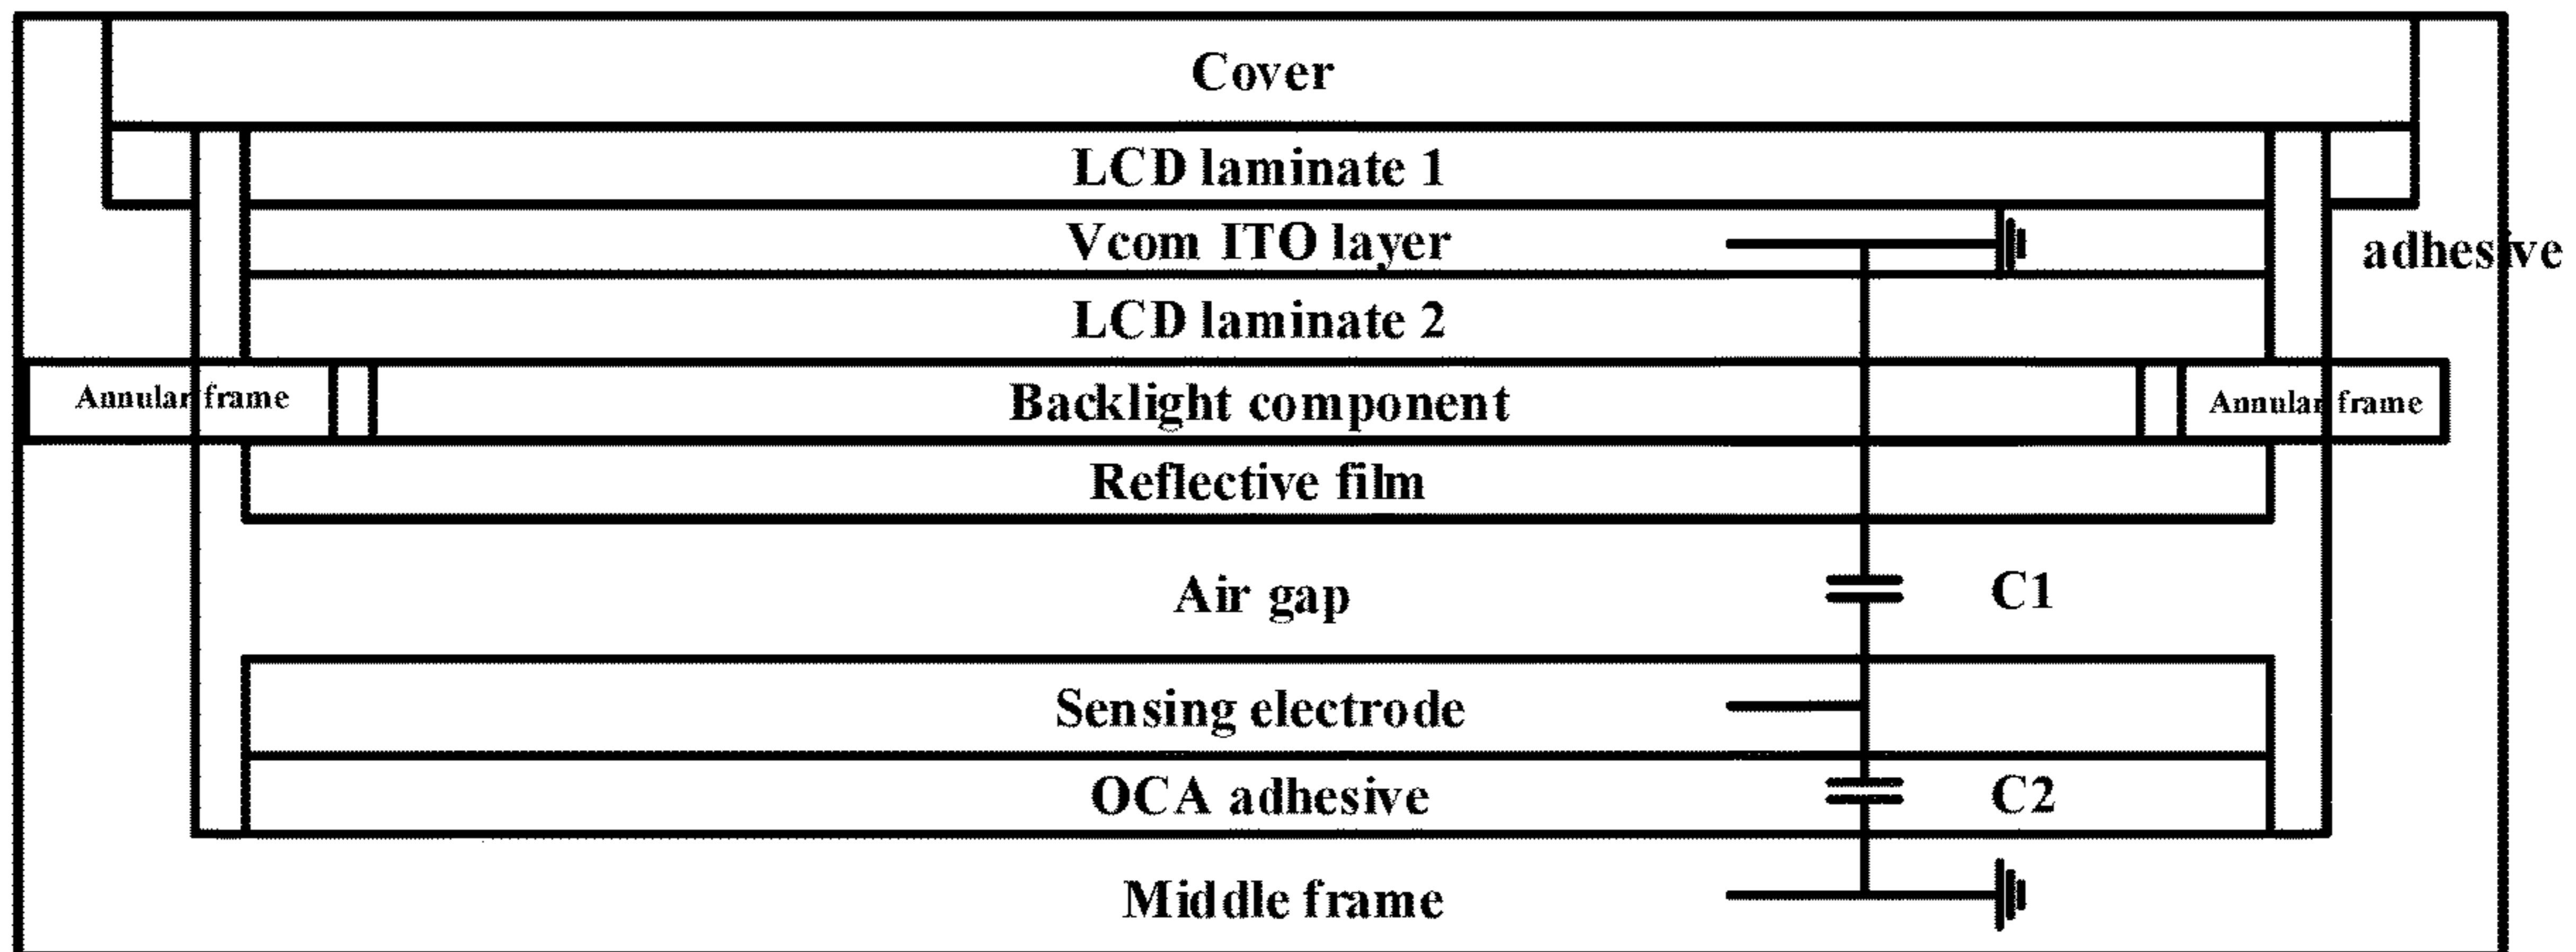 Cover
LCD laminate 1
Vcom ITO layer
adhesive
LCD laminate 2
Annular frame
Backlight component
Annular frame
Reflective film
Air gap
C1
Sensing electrode
OCA adhesive
C2
Middle frame